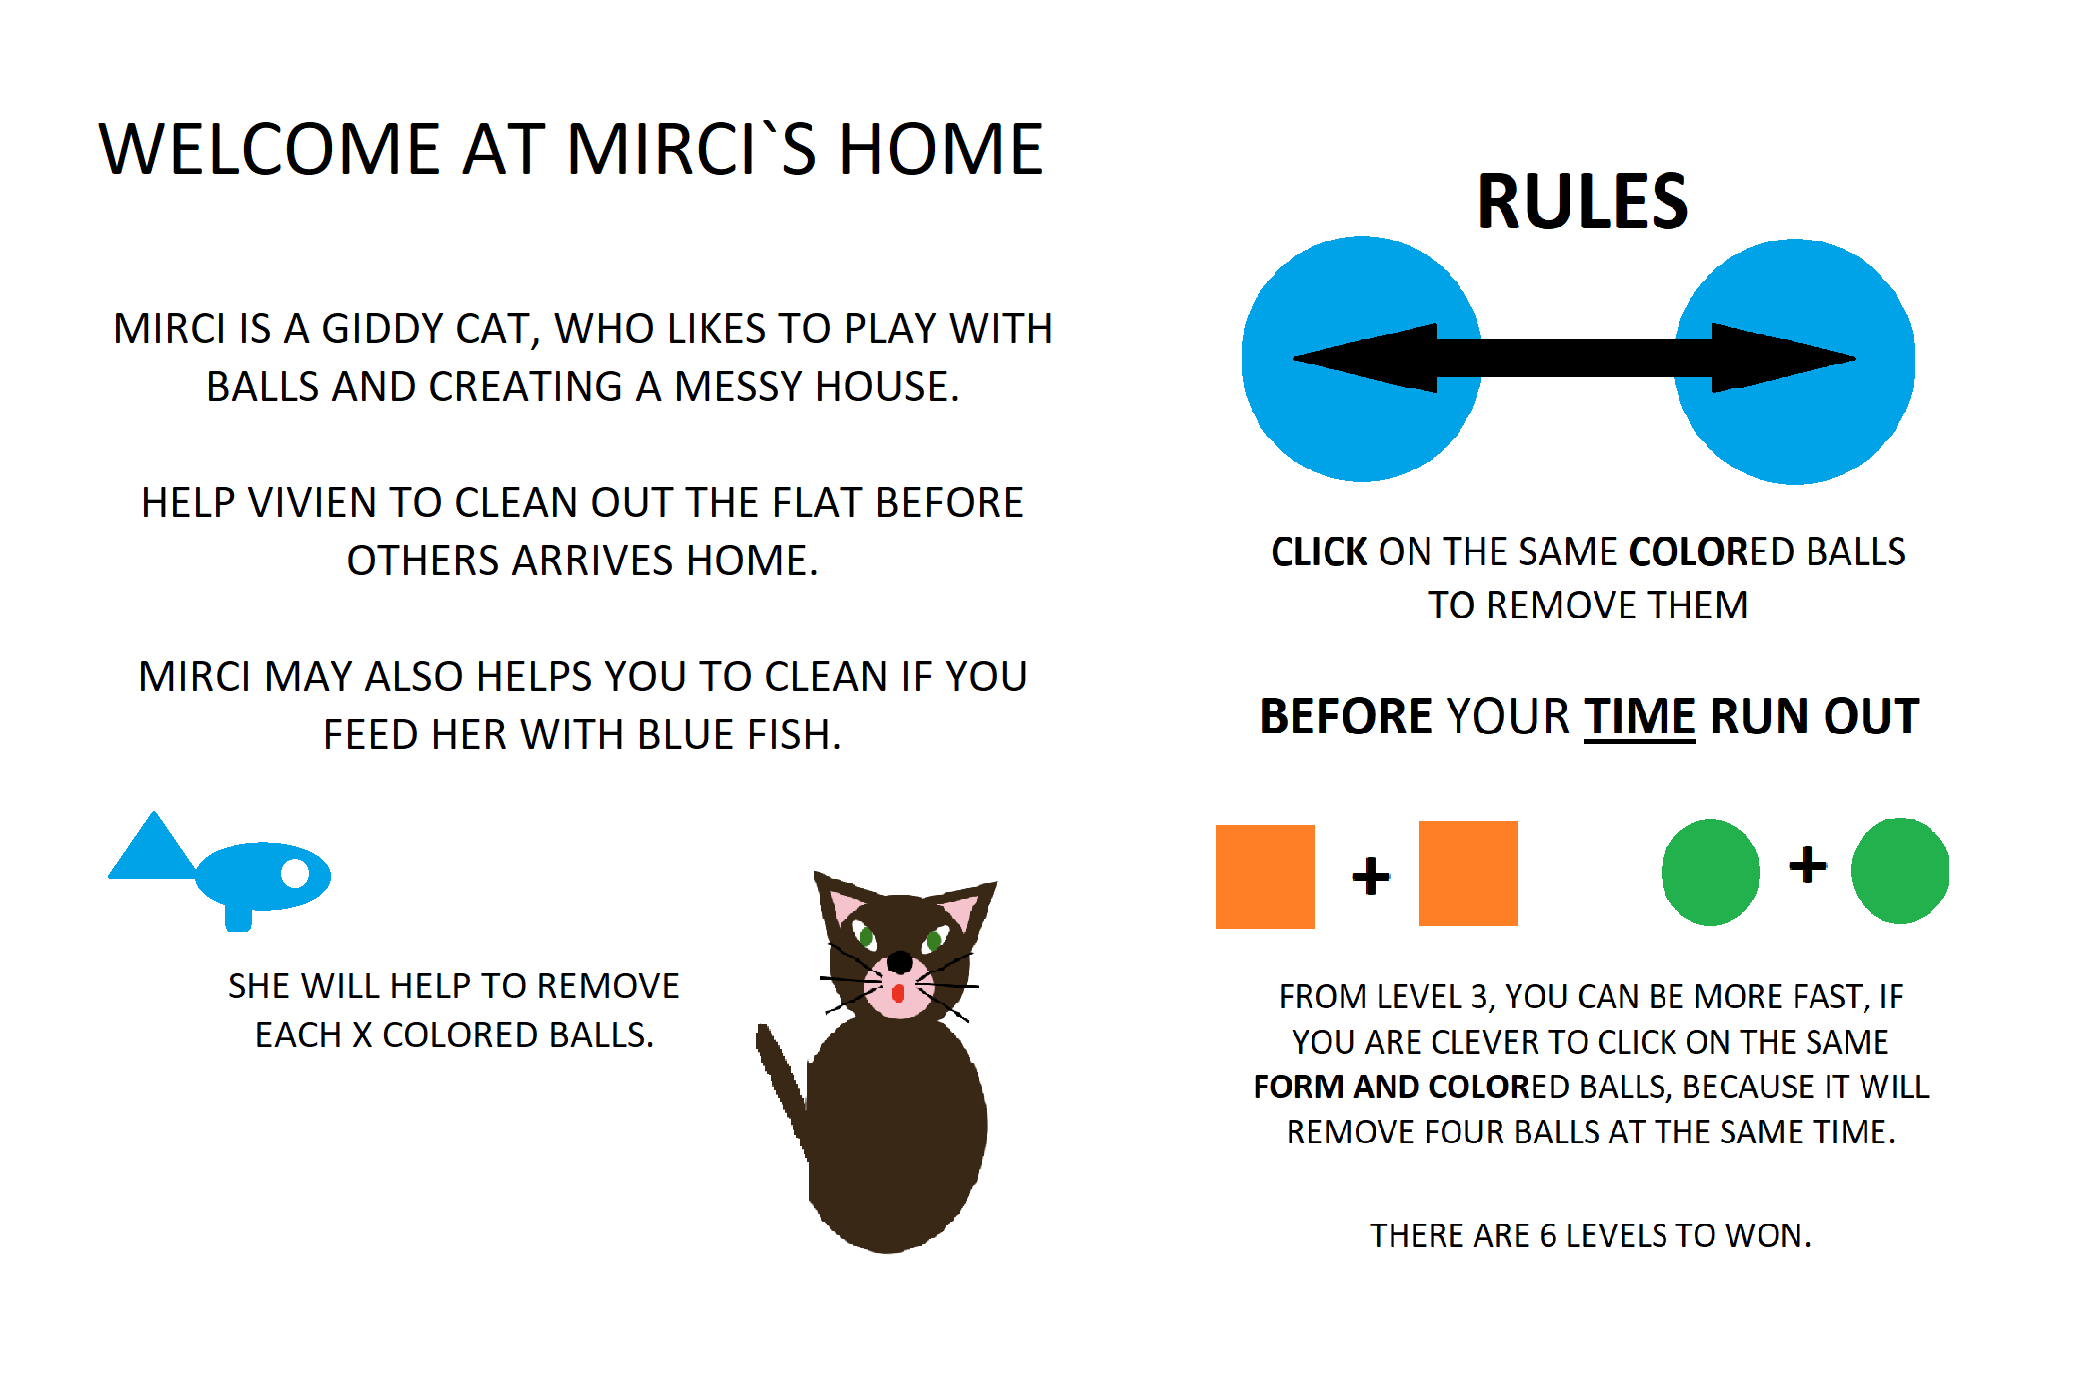 WELCOME AT MIRCI`S HOME
MIRCI IS A GIDDY CAT, WHO LIKES TO PLAY WITH
BALLS AND CREATING A MESSY HOUSE.
HELP VIVIEN TO CLEAN OUT THE FLAT BEFORE
OTHERS ARRIVES HOME.
MIRCI MAY ALSO HELPS YOU TO CLEAN IF YOU
FEED HER WITH BLUE FISH.
SHE WILL HELP TO REMOVE
EACH X COLORED BALLS.
RULES
CLICK ON THE SAME COLORED BALLS
TO REMOVE THEM
BEFORE YOUR TIME RUN OUT
+ +
FROM LEVEL 3, YOU CAN BE MORE FAST, IF
YOU ARE CLEVER TO CLICK ON THE SAME
FORM AND COLORED BALLS, BECAUSE IT WILL
REMOVE FOUR BALLS AT THE SAME TIME.
THERE ARE 6 LEVELS TO WON.